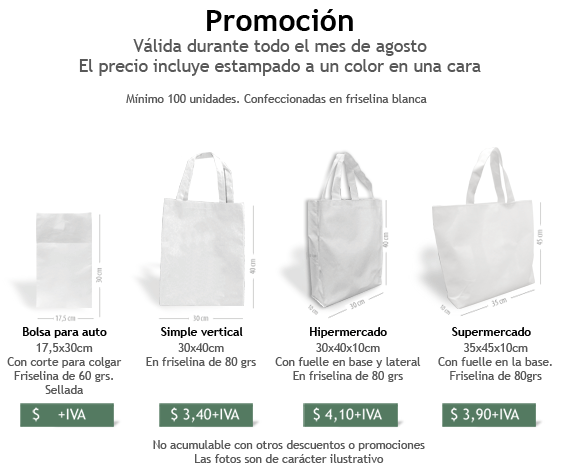 Promoción
Válida durante todo el mes de agosto
El precio incluye estampado a un color en una cara
Mínimo 100 unidades. Confeccionadas en friselina blanca
30 cm
17,5 cm
40 cm
30 cm
40 cm
10 cm
30 cm
45 cm
10 cm
35 cm
Bolsa para auto
17,5x30cm
Con corte para colgar
Friselina de 60 grs.
Sellada
$ +IVA
Simple vertical
30x40cm
En friselina de 80 grs
$ 3,40+IVA
Hipermercado
30x40x10cm
Con fuelle en base y lateral
En friselina de 80 grs
$ 4,10+IVA
Supermercado
35x45x10cm
Con fuelle en la base.
Friselina de 80grs
$ 3,90+IVA
No acumulable con otros descuentos o promociones
Las fotos son de carácter ilustrativo